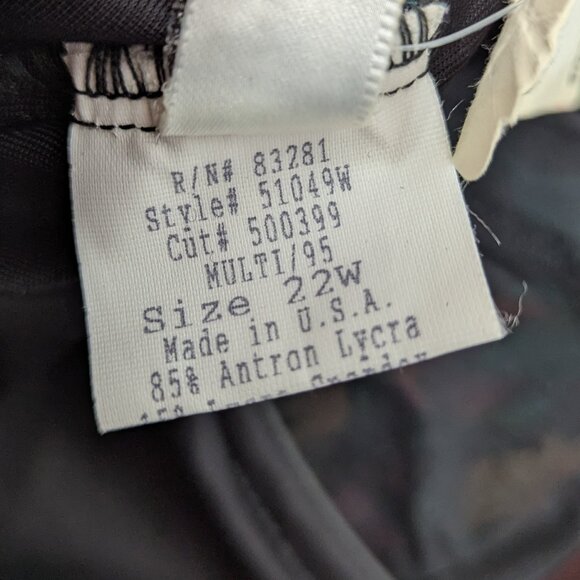 R/N# 83281
Style# 51049W
Cut# 500399
MULTI/95
Size 22W
Made in U.S.A.
85% Antron Lycra